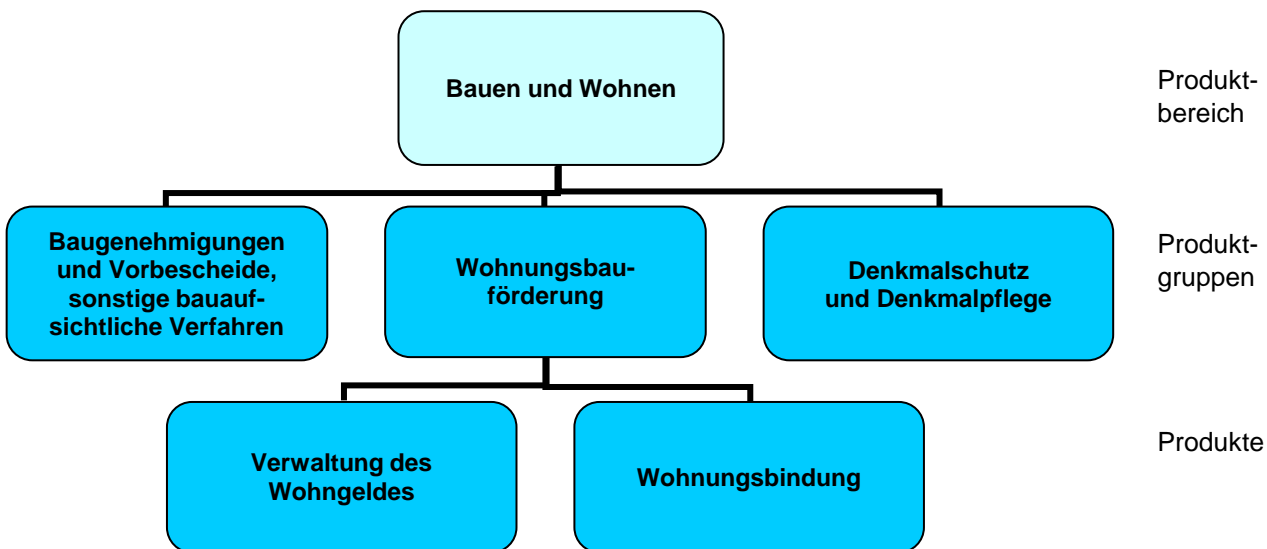 Bauen und Wohnen
Produkt-
bereich
Baugenehmigungen
und Vorbescheide,
sonstige bauauf-
sichtliche Verfahren
Wohnungsbau-
förderung
Denkmalschutz
und Denkmalpflege
Produkt-
gruppen
Verwaltung des
Wohngeldes
Wohnungsbindung
Produkte